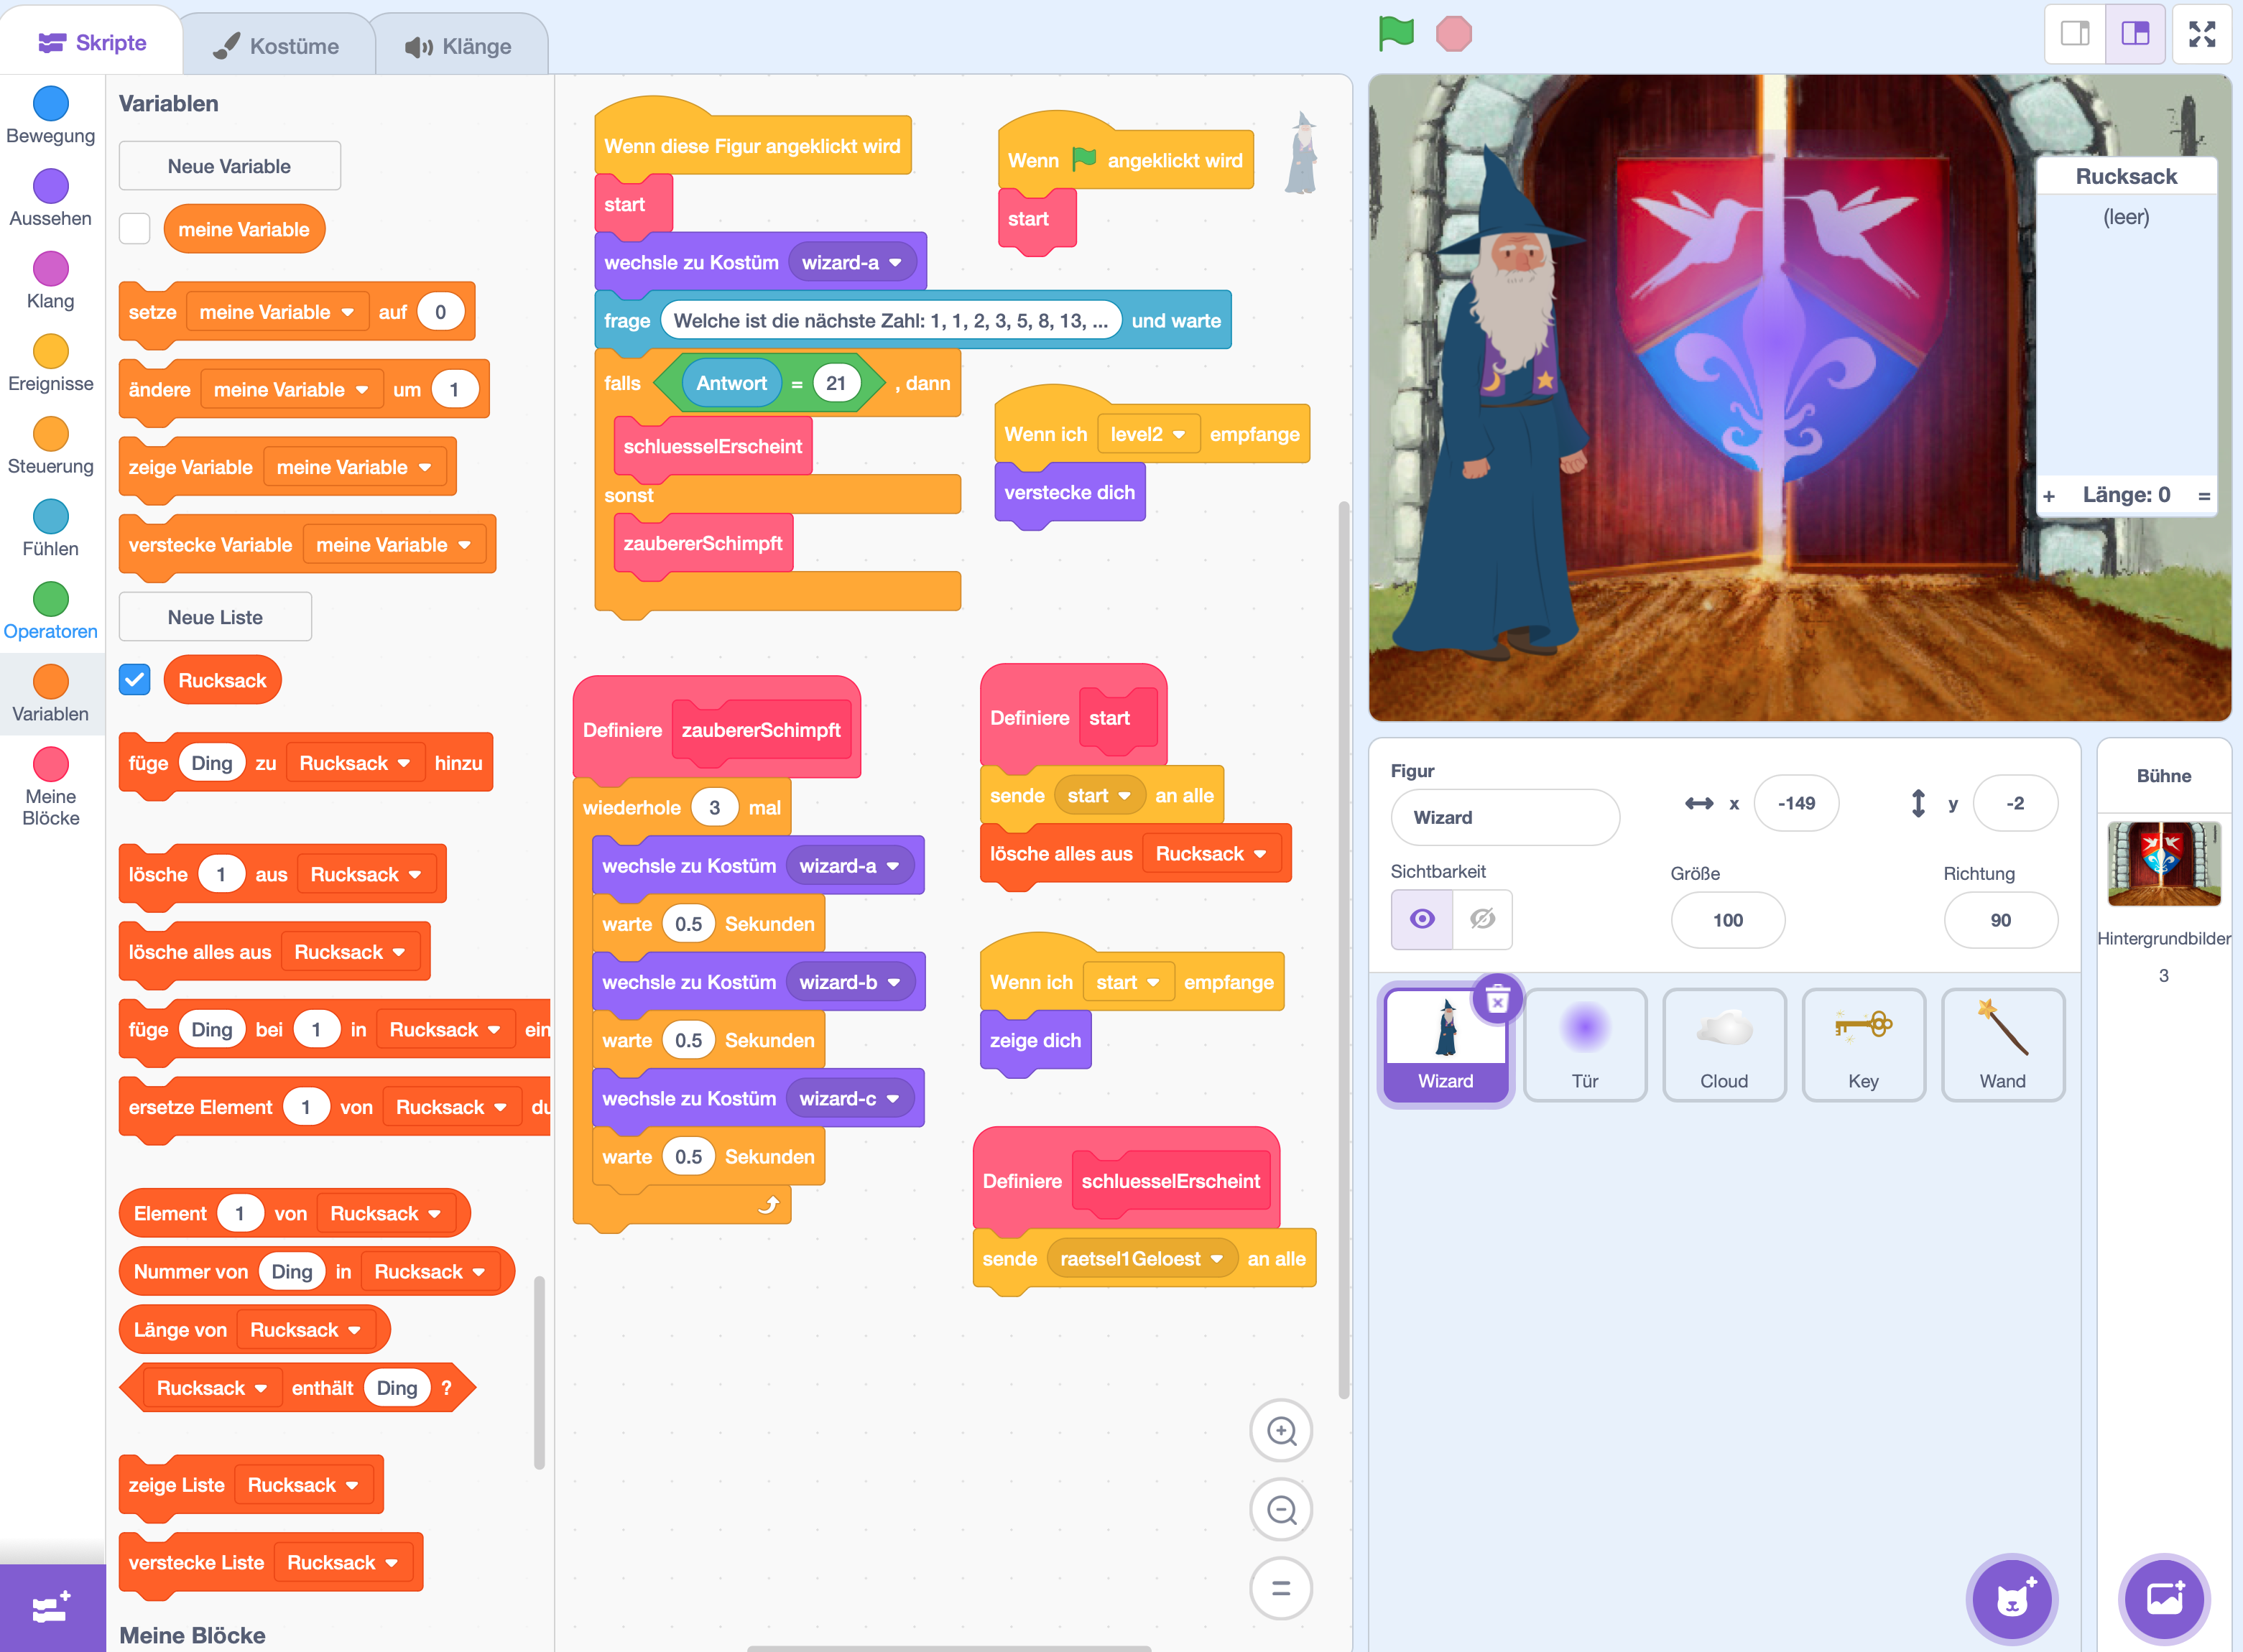 Skripte
Kostüme
Klänge
Bewegung
Aussehen
Klang
Ereignisse
Steuerung
Fühlen
Operatoren
Variablen
Meine
Blöcke
Variablen
Neue Variable
meine Variable
setze meine Variable auf 0
ändere meine Variable um 1
zeige Variable meine Variable
verstecke Variable meine Variable
Neue Liste
Rucksack
füge Ding zu Rucksack hinzu
lösche 1 aus Rucksack
lösche alles aus Rucksack
füge Ding bei 1 in Rucksack ein
ersetze Element 1 von Rucksack du
Element 1 von Rucksack
Nummer von Ding in Rucksack
Länge von Rucksack
Rucksack enthält Ding ?
zeige Liste Rucksack
verstecke Liste Rucksack
Meine Blöcke
Wenn diese Figur angeklickt wird
start
wechsle zu Kostüm wizard-a
frage Welche ist die nächste Zahl: 1, 1, 2, 3, 5, 8, 13, ... und warte
falls Antwort = 21 , dann
schluesselErscheint
sonst
zaubererSchimpft
Wenn angeklickt wird
start
Wenn ich level2 empfange
verstecke dich
Definiere zaubererSchimpft
wiederhole 3 mal
wechsle zu Kostüm wizard-a
warte 0.5 Sekunden
wechsle zu Kostüm wizard-b
warte 0.5 Sekunden
wechsle zu Kostüm wizard-c
warte 0.5 Sekunden
Definiere start
sende start an alle
lösche alles aus Rucksack
Wenn ich start empfange
zeige dich
Definiere schluesselErscheint
sende raetsel1Geloest an alle
Rucksack
(leer)
+ Länge: 0 =
Figur
Wizard
x -149
y -2
Sichtbarkeit
Größe
100
Richtung
90
Wizard
Tür
Cloud
Key
Wand
Bühne
Hintergrundbilder
3